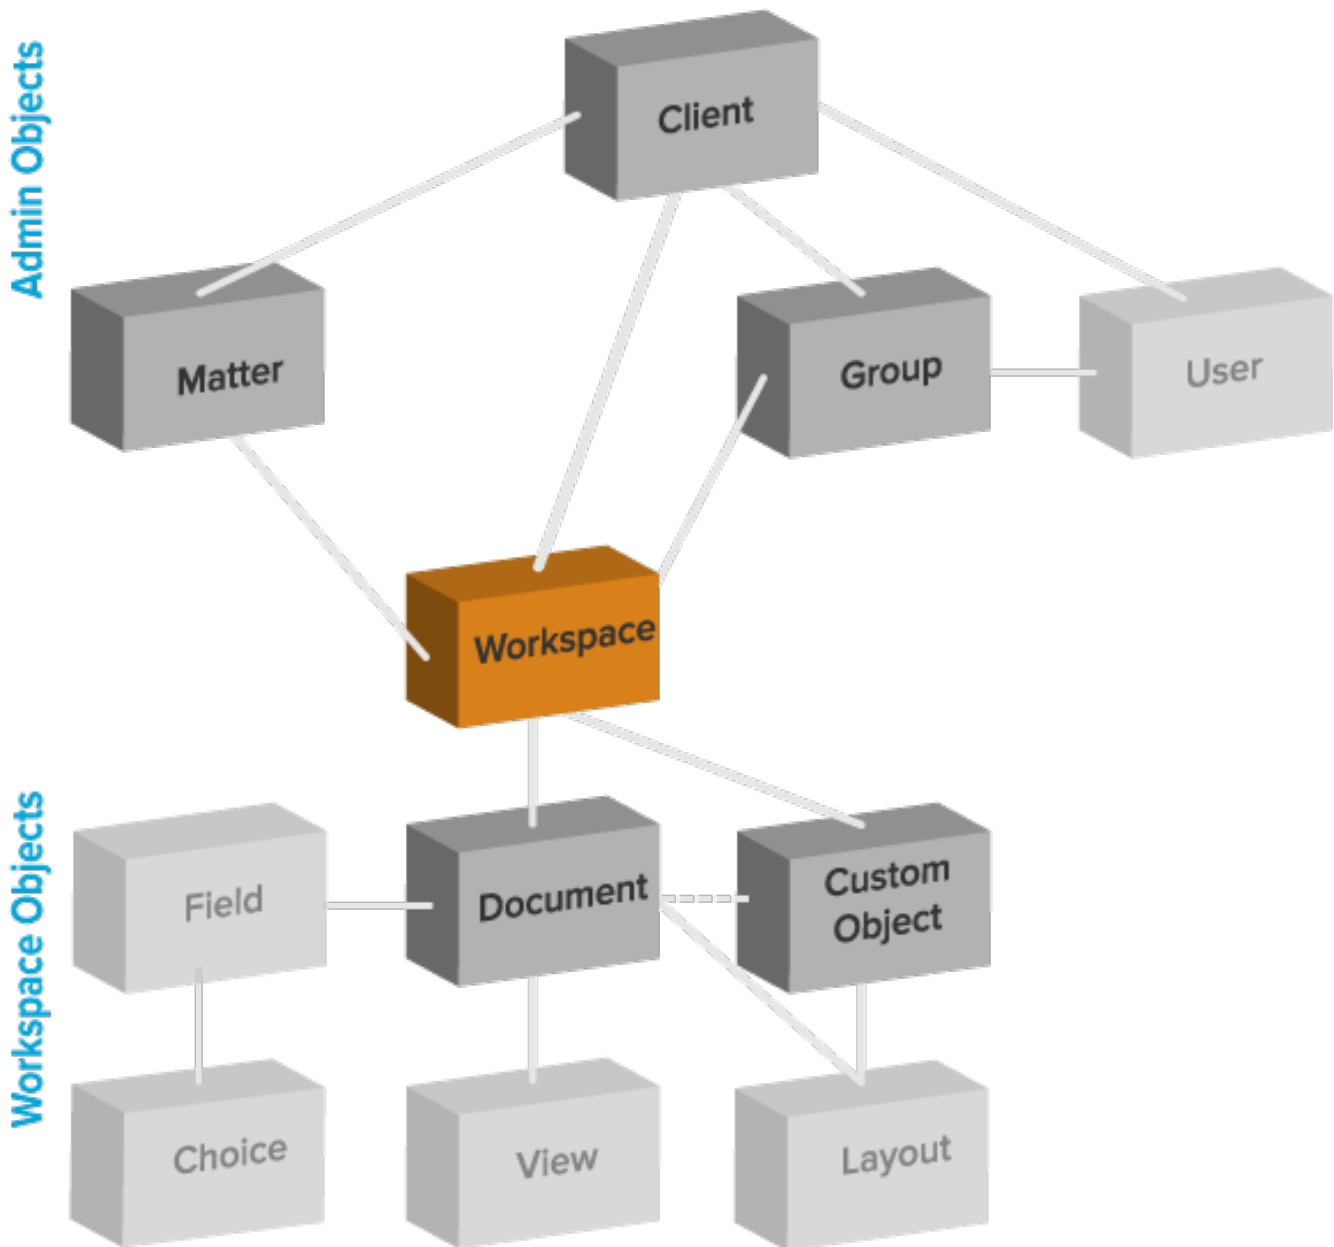 Admin Objects
Client
Matter
Group
User
Workspace
Workspace Objects
Field
Document
Custom
Object
Choice
View
Layout